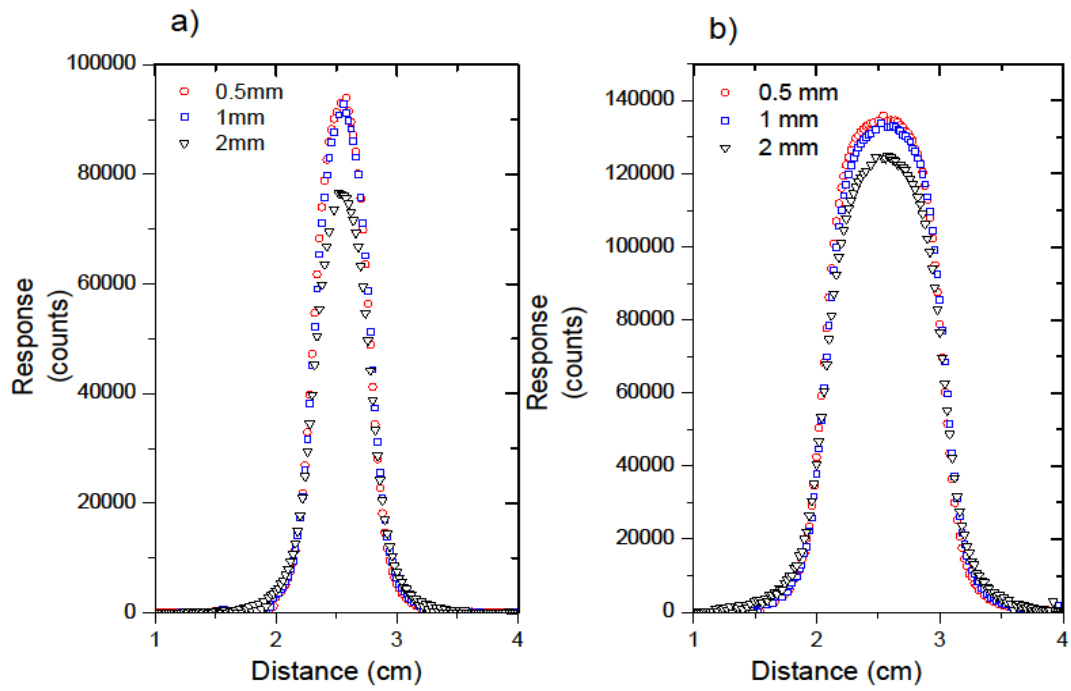 a)
100000
80000
60000
40000
20000
0
Response
(counts)
0.5mm
1mm
2mm
1
2
3
4
Distance (cm)
b)
140000
120000
100000
80000
60000
40000
20000
0
Response
(counts)
0.5 mm
1 mm
2 mm
1
2
3
4
Distance (cm)